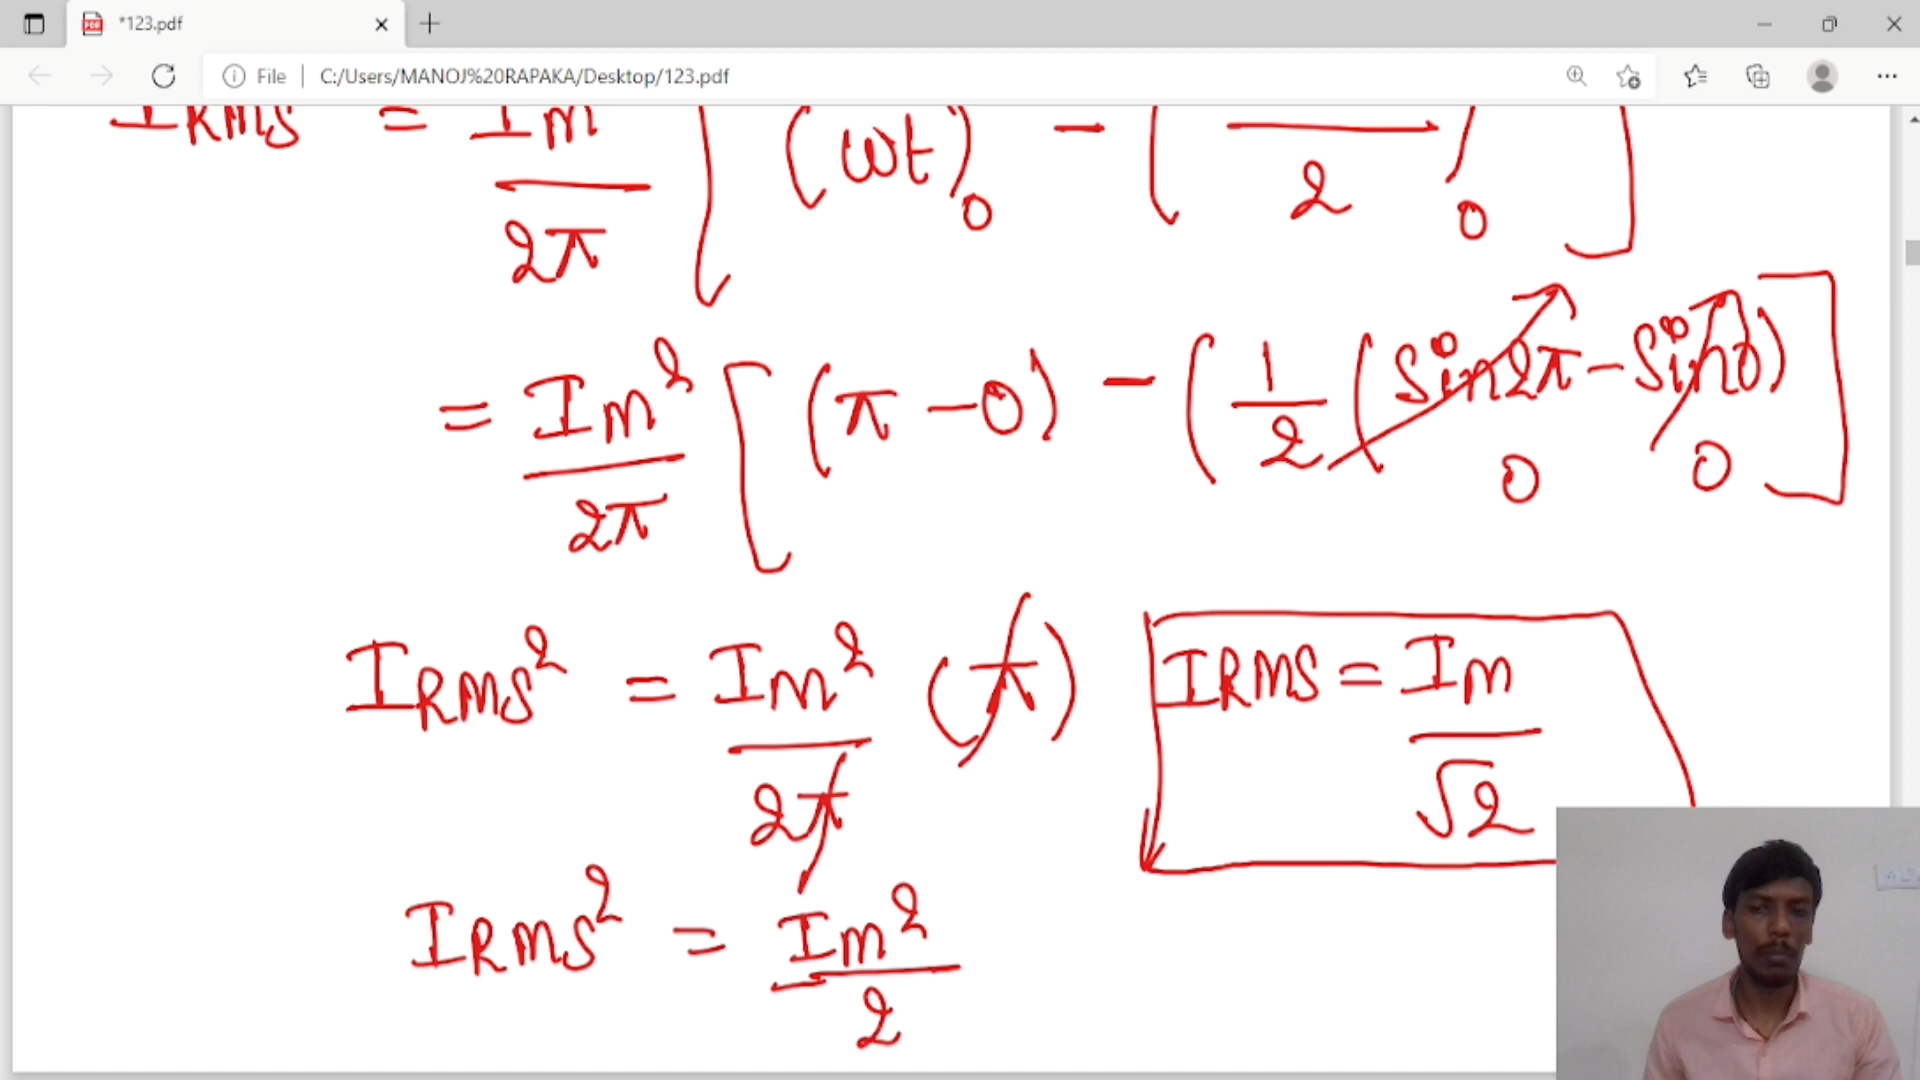 *123.pdf
File C:/Users/MANOJ%20RAPAKA/Desktop/123.pdf
IRMS = Im / 2π [ (ωt)0 - ( / 2 )0 ]
= Im² / 2π [ (π - 0) - ( 1/2 ( Sin2π - Sin0 ) ]
0 0
IRMS² = Im² / 2π (π)
IRMS = Im / √2
IRMS² = Im² / 2